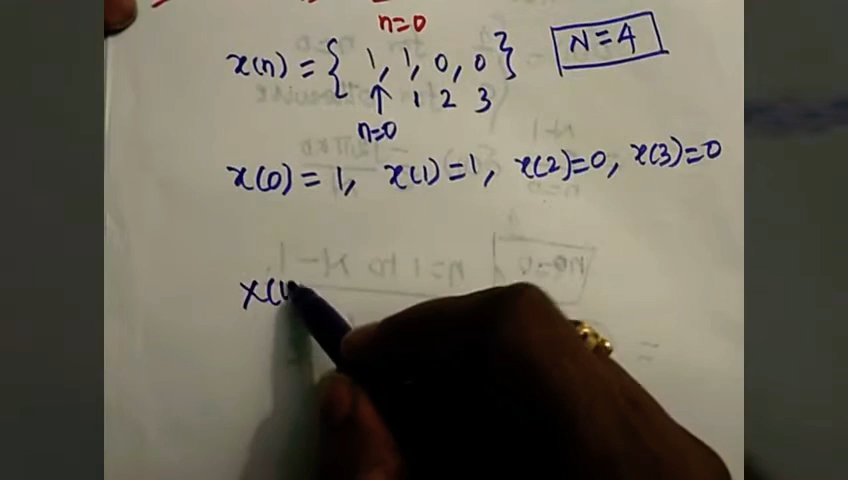 n=0
x(n) = { 1, 1, 0, 0 } N=4
↑ 1 2 3
n=0
x(0) = 1, x(1)=1, x(2)=0, x(3)=0
X(